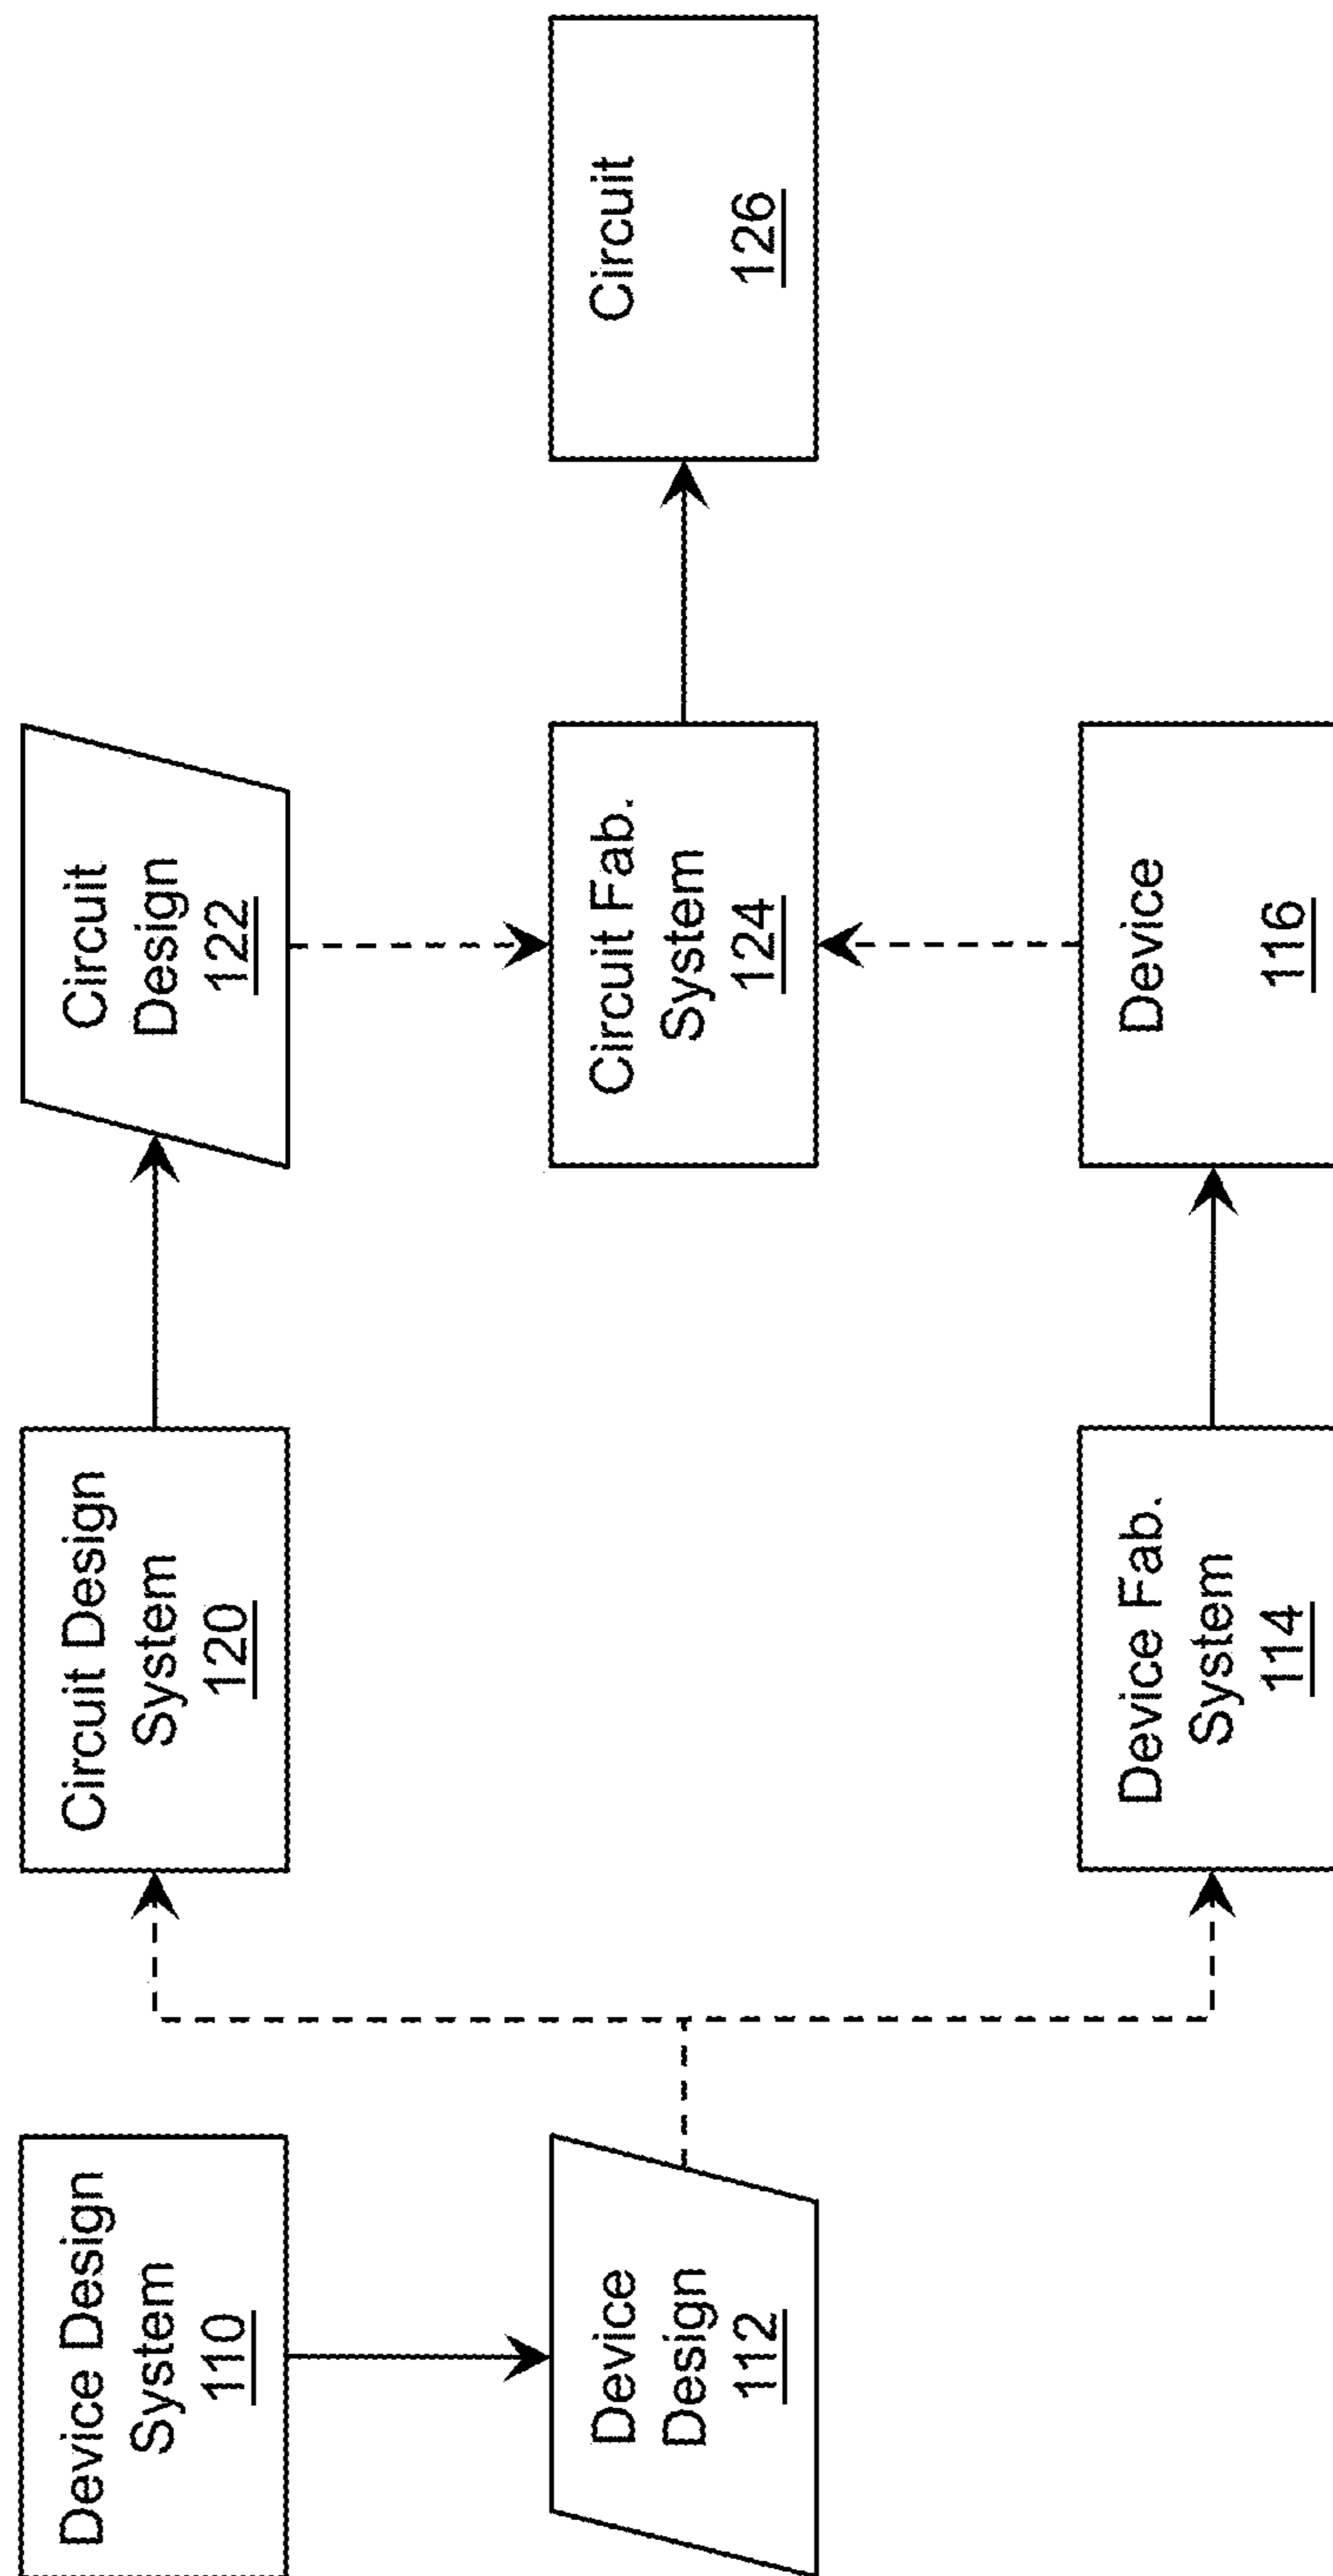 Device Design
System
110
Device
Design
112
Circuit Design
System
120
Device Fab.
System
114
Circuit
Design
122
Circuit Fab.
System
124
Device
116
Circuit
126